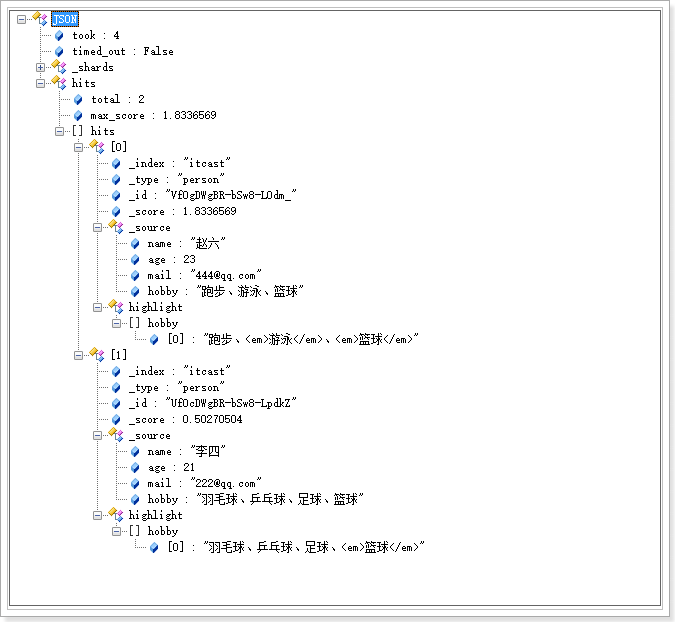 JSON
took : 4
timed_out : False
_shards
hits
total : 2
max_score : 1.8336569
[] hits
[0]
_index : "itcast"
_type : "person"
_id : "VfOgDWgBR-bSw8-LOdm_"
_score : 1.8336569
_source
name : "赵六"
age : 23
mail : "444@qq.com"
hobby : "跑步、游泳、篮球"
highlight
[] hobby
[0] : "跑步、<em>游泳</em>、<em>篮球</em>"
[1]
_index : "itcast"
_type : "person"
_id : "UfOcDWgBR-bSw8-LpdkZ"
_score : 0.50270504
_source
name : "李四"
age : 21
mail : "222@qq.com"
hobby : "羽毛球、乒乓球、足球、篮球"
highlight
[] hobby
[0] : "羽毛球、乒乓球、足球、<em>篮球</em>"